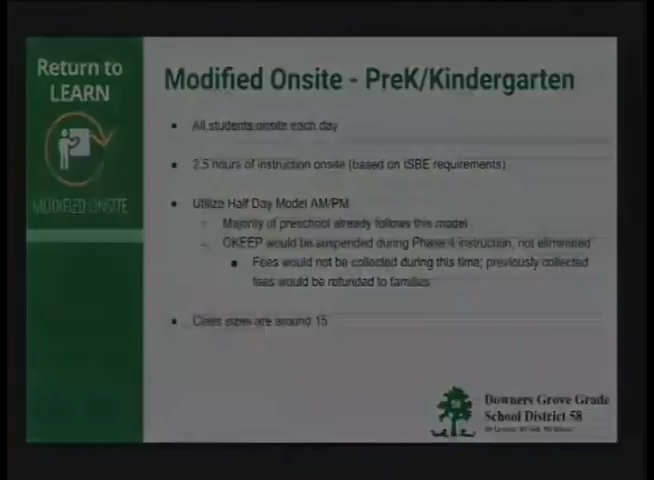 Return to
LEARN
MODIFIED ONSITE
Modified Onsite - PreK/Kindergarten
• All students onsite each day
• 2.5 hours of instruction onsite (based on ISBE requirements)
• Utilize Half Day Model AM/PM
Majority of preschool already follows this model
OKEEP would be suspended during Phase 4 instruction, not eliminated
■ Fees would not be collected during this time; previously collected
fees would be refunded to families
• Class sizes are around 15
58
Downers Grove Grade
School District 58